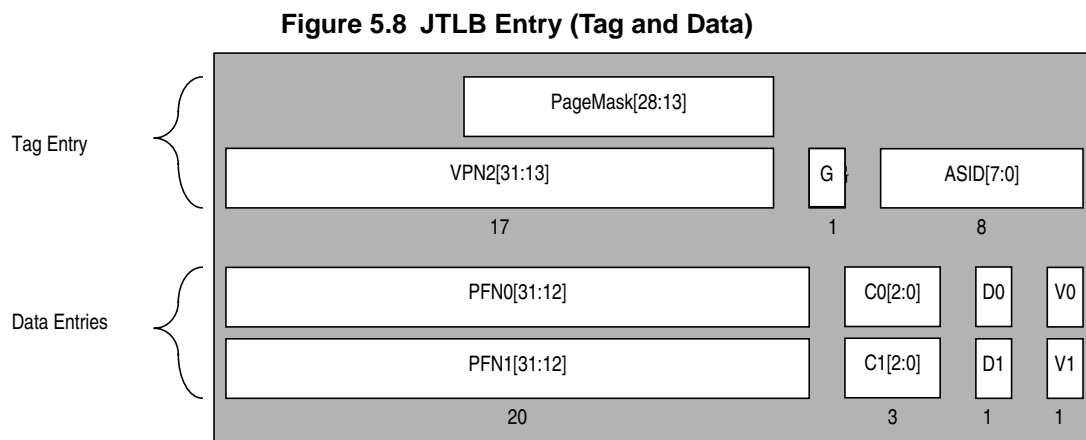 Figure 5.8 JTLB Entry (Tag and Data)
PageMask[28:13]
Tag Entry
VPN2[31:13] G ASID[7:0]
17 1 8
PFN0[31:12] C0[2:0] D0 V0
Data Entries
PFN1[31:12] C1[2:0] D1 V1
20 3 1 1